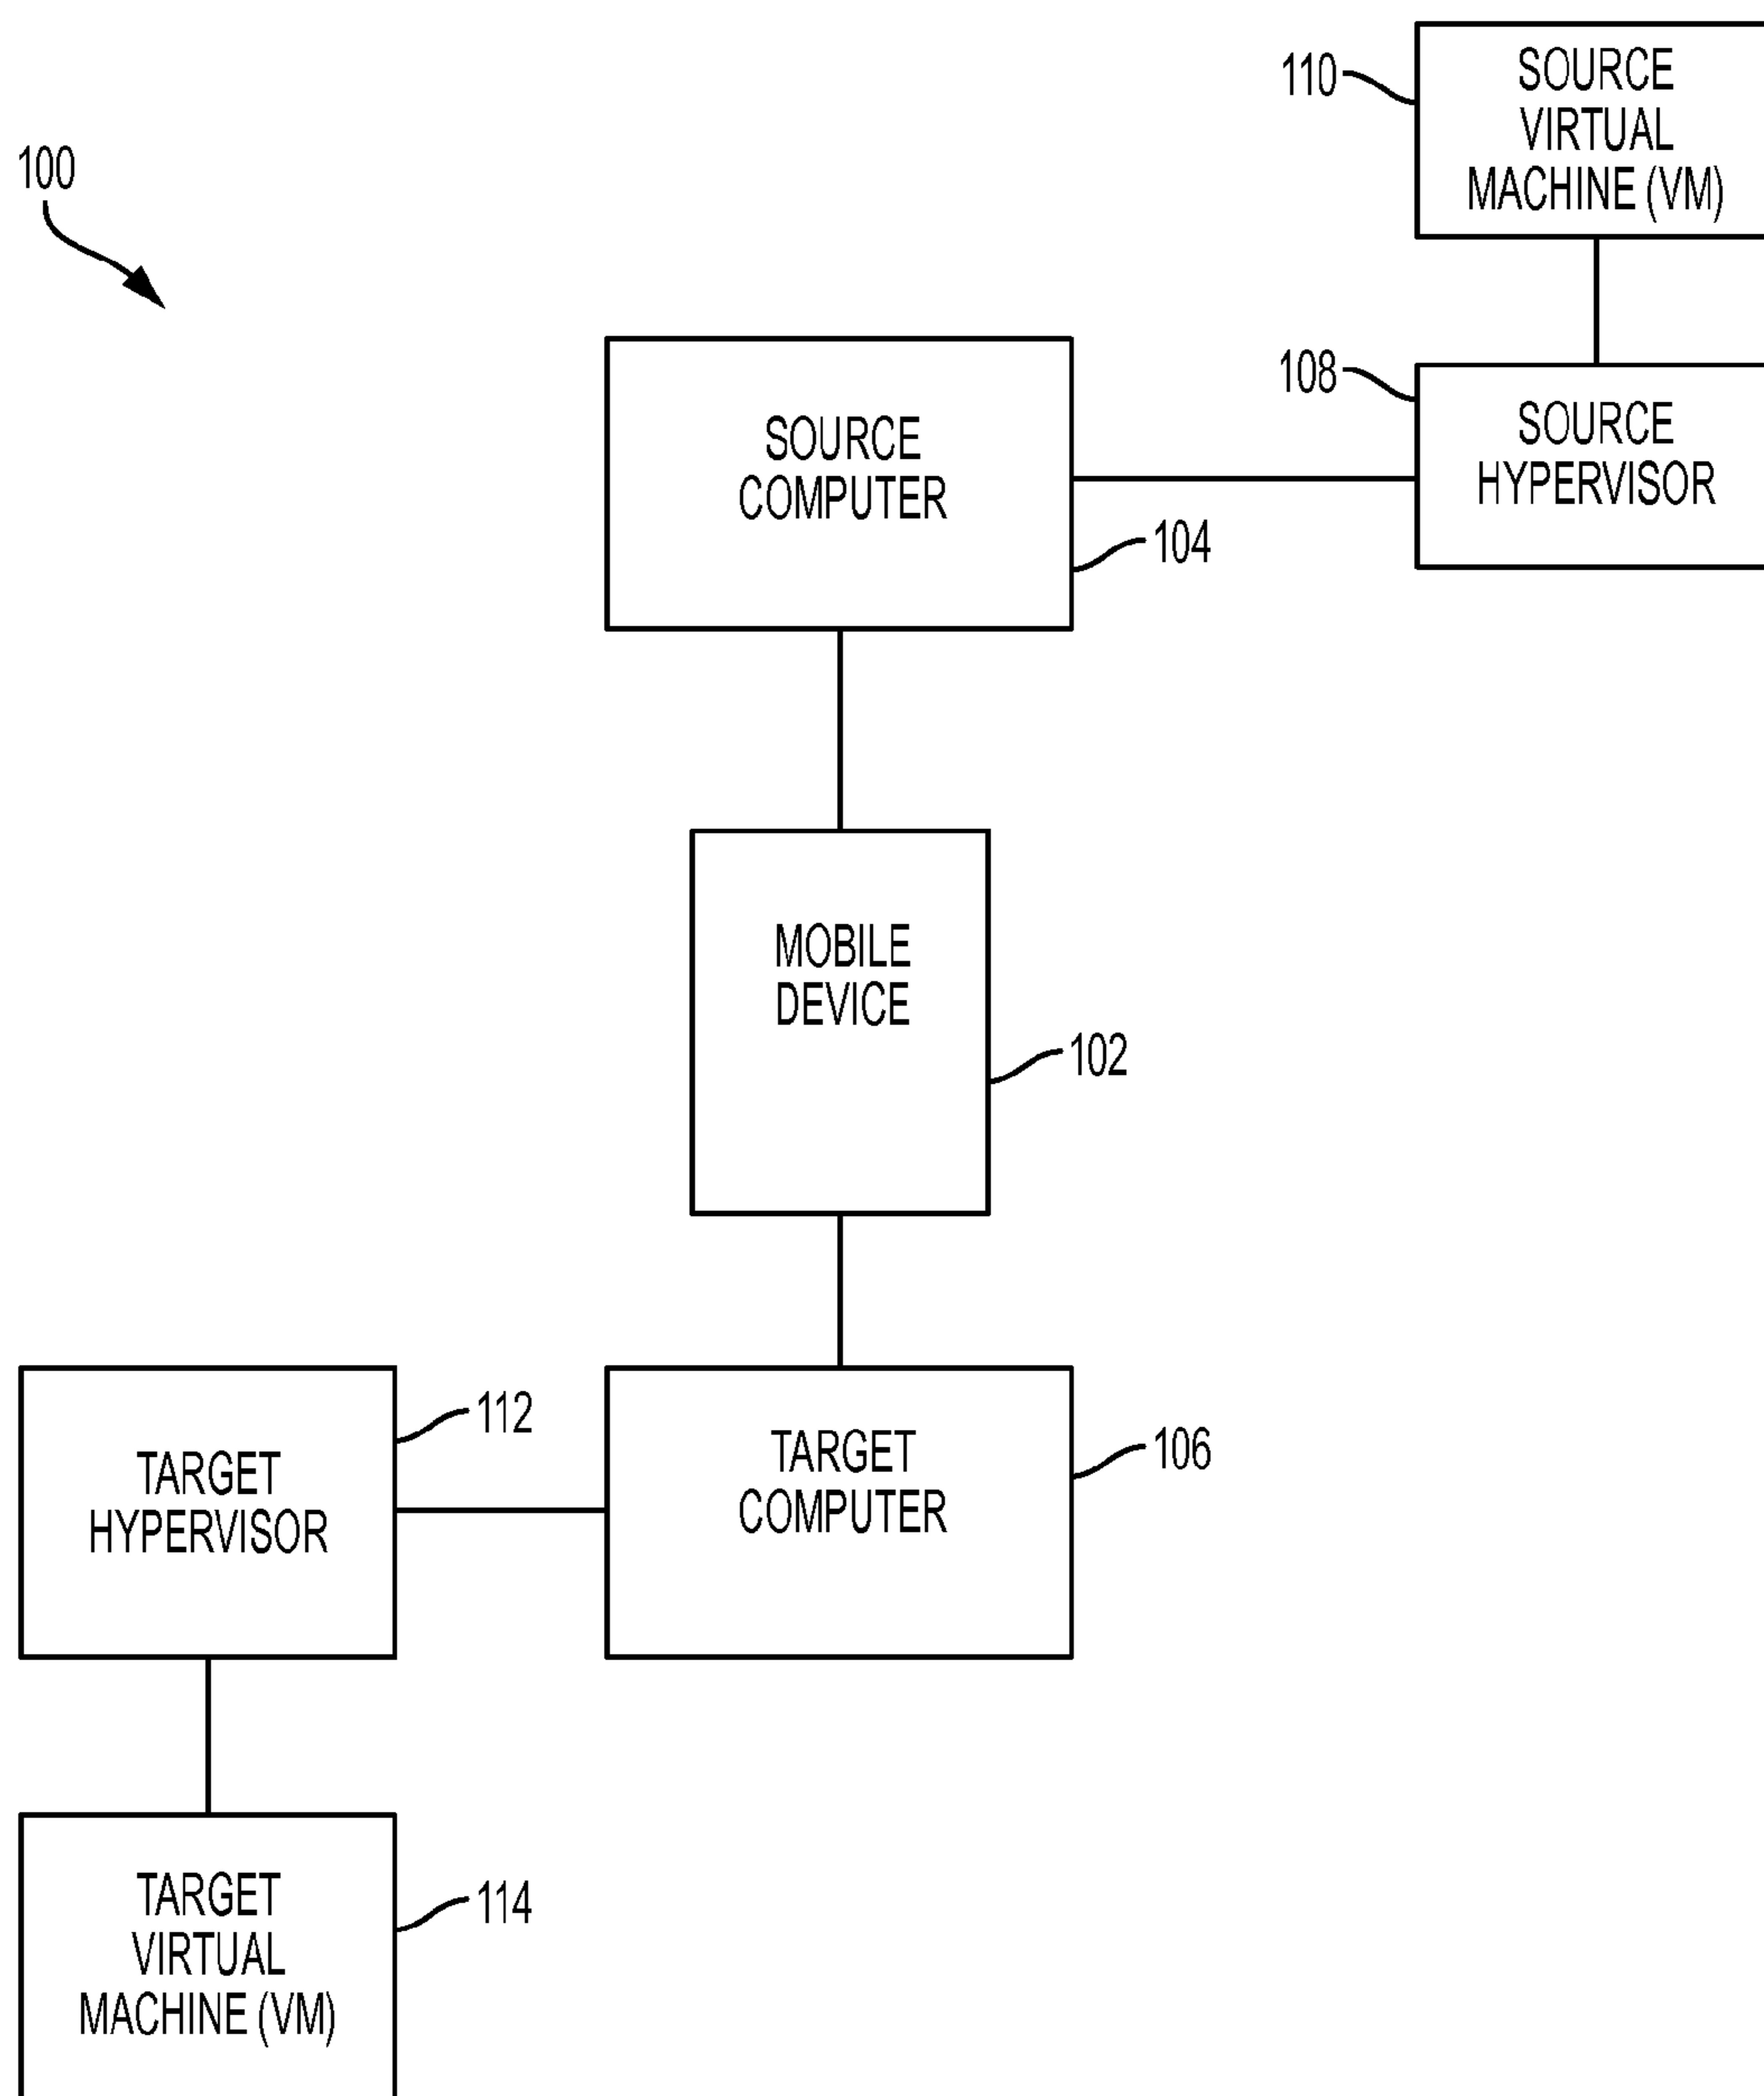 110
SOURCE
VIRTUAL
MACHINE (VM)
100
108
SOURCE
HYPERVISOR
SOURCE
COMPUTER
104
MOBILE
DEVICE
102
112
TARGET
HYPERVISOR
TARGET
COMPUTER
106
TARGET
VIRTUAL
MACHINE (VM)
114